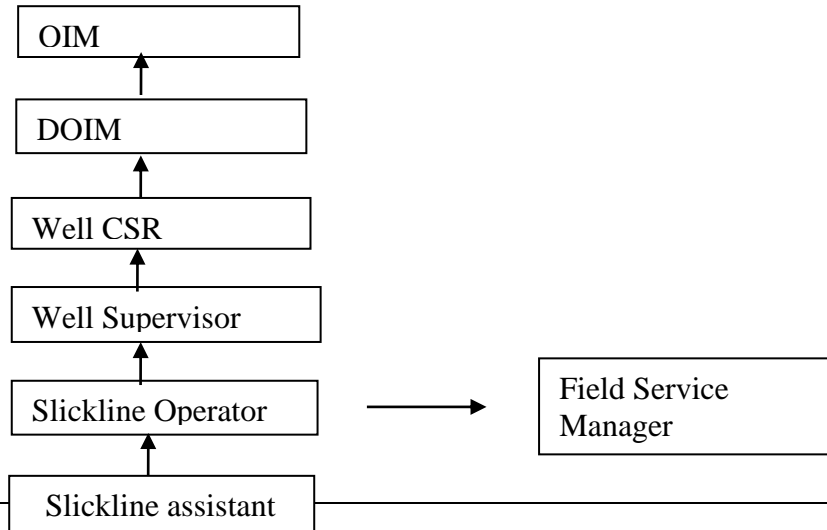 OIM
DOIM
Well CSR
Well Supervisor
Slickline Operator
Field Service
Manager
Slickline assistant